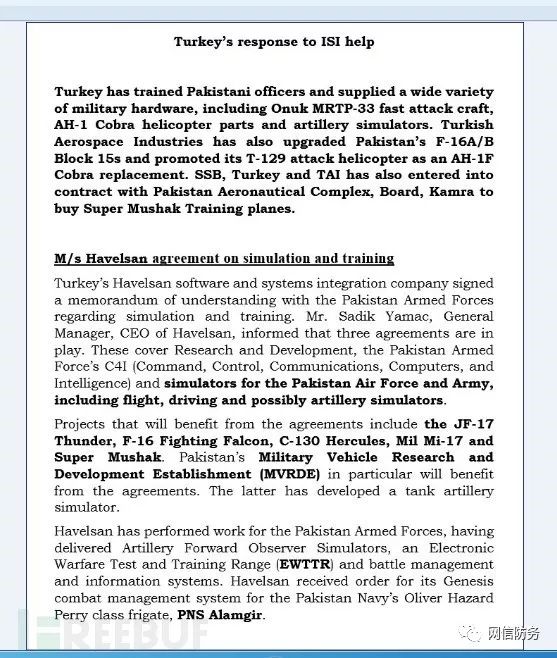 Turkey's response to ISI help
Turkey has trained Pakistani officers and supplied a wide variety
of military hardware, including Onuk MRTP-33 fast attack craft,
AH-1 Cobra helicopter parts and artillery simulators. Turkish
Aerospace Industries has also upgraded Pakistan's F-16A/B
Block 15s and promoted its T-129 attack helicopter as an AH-1F
Cobra replacement. SSB, Turkey and TAI has also entered into
contract with Pakistan Aeronautical Complex, Board, Kamra to
buy Super Mushak Training planes.
M/s Havelsan agreement on simulation and training
Turkey's Havelsan software and systems integration company signed
a memorandum of understanding with the Pakistan Armed Forces
regarding simulation and training. Mr. Sadik Yamac, General
Manager, CEO of Havelsan, informed that three agreements are in
play. These cover Research and Development, the Pakistan Armed
Force's C4I (Command, Control, Communications, Computers, and
Intelligence) and simulators for the Pakistan Air Force and Army,
including flight, driving and possibly artillery simulators.
Projects that will benefit from the agreements include the JF-17
Thunder, F-16 Fighting Falcon, C-130 Hercules, Mil Mi-17 and
Super Mushak. Pakistan's Military Vehicle Research and
Development Establishment (MVRDE) in particular will benefit
from the agreements. The latter has developed a tank artillery
simulator.
Havelsan has performed work for the Pakistan Armed Forces, having
delivered Artillery Forward Observer Simulators, an Electronic
Warfare Test and Training Range (EWTTR) and battle management
and information systems. Havelsan received order for its Genesis
combat management system for the Pakistan Navy's Oliver Hazard
Perry class frigate, PNS Alamgir.
FREEBUF
网信防务